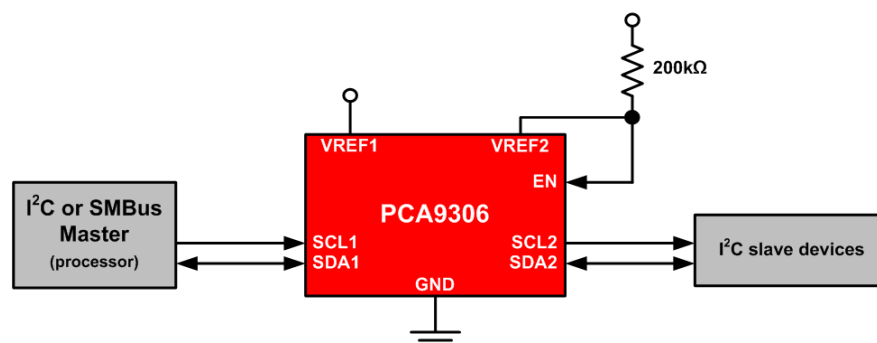 200kΩ
VREF1
VREF2
EN
I²C or SMBus
Master
(processor)
PCA9306
SCL1
SDA1
SCL2
SDA2
I²C slave devices
GND